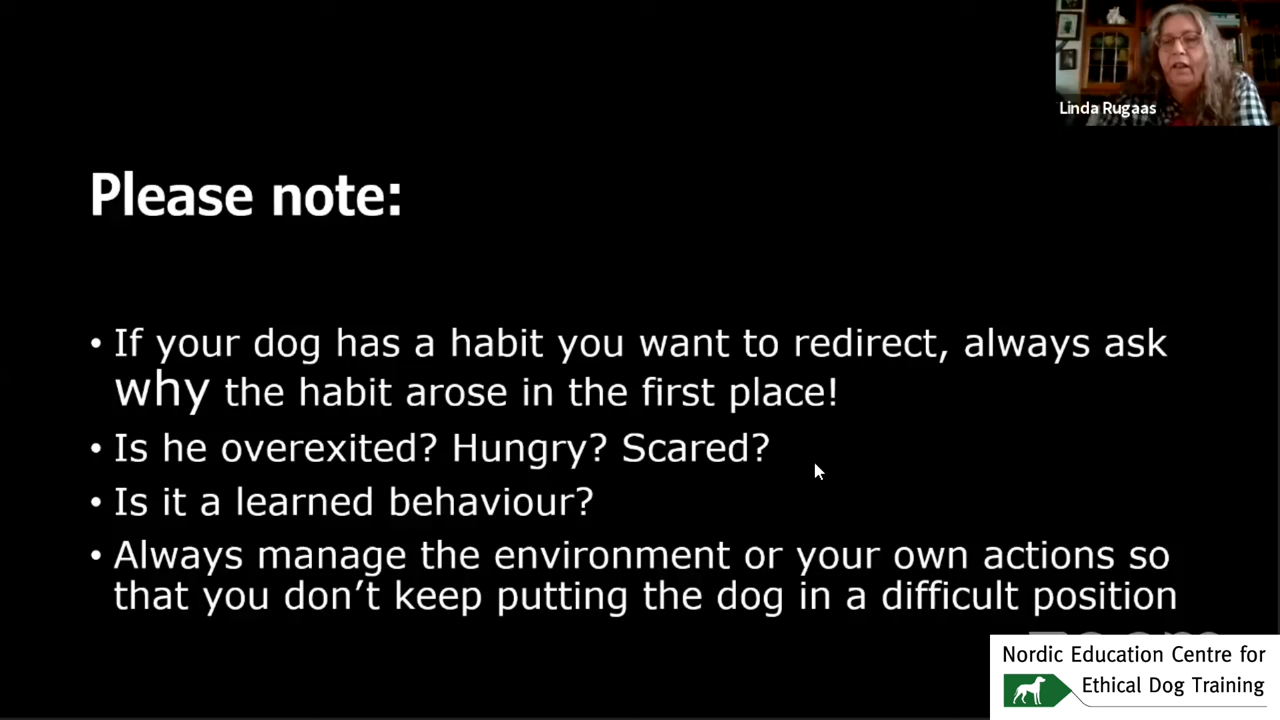 Linda Rugaas
Please note:
• If your dog has a habit you want to redirect, always ask
why the habit arose in the first place!
• Is he overexited? Hungry? Scared?
• Is it a learned behaviour?
• Always manage the environment or your own actions so
that you don't keep putting the dog in a difficult position
zoom
Nordic Education Centre for
Ethical Dog Training